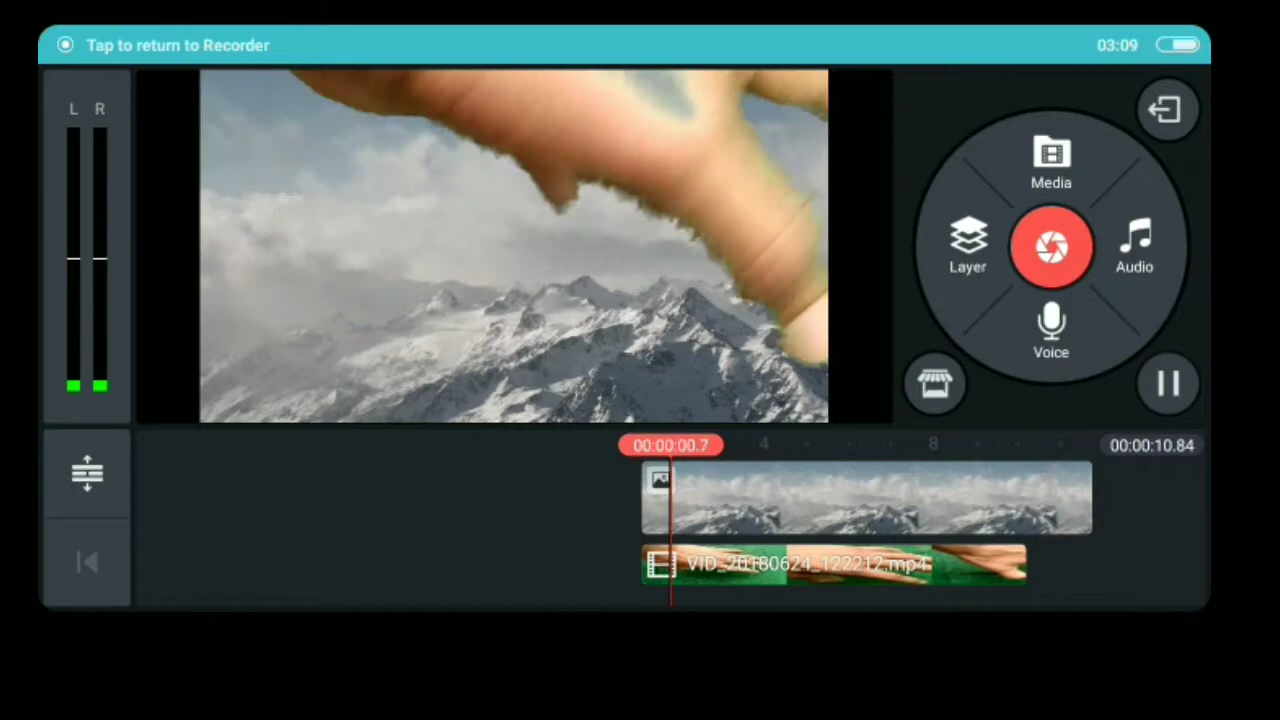 Tap to return to Recorder
03:09
L R
Media
Layer
Audio
Voice
00:00:00.7
4
8
00:00:10.84
VID_20180624_122212.mp4